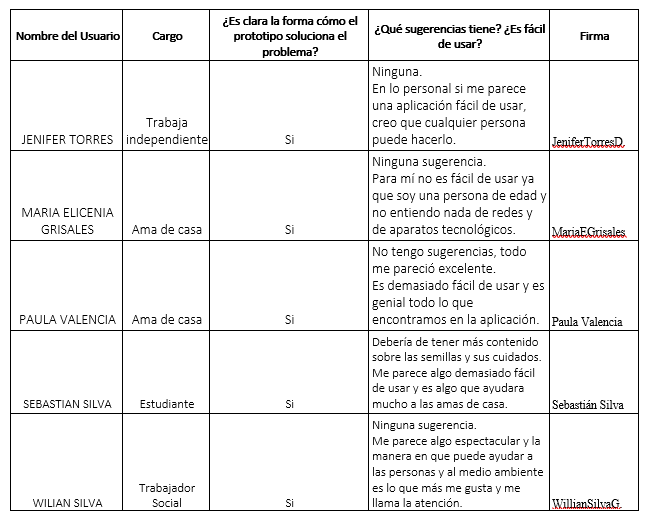 Nombre del Usuario
Cargo
¿Es clara la forma cómo el
prototipo soluciona el
problema?
¿Qué sugerencias tiene? ¿Es fácil
de usar?
Firma
JENIFER TORRES
Trabaja
independiente
Si
Ninguna.
En lo personal si me parece
una aplicación fácil de usar,
creo que cualquier persona
puede hacerlo.
JeniferTorresD.
MARIA ELICENIA
GRISALES
Ama de casa
Si
Ninguna sugerencia.
Para mí no es fácil de usar ya
que soy una persona de edad y
no entiendo nada de redes y
de aparatos tecnológicos.
MariaEGrisales
PAULA VALENCIA
Ama de casa
Si
No tengo sugerencias, todo
me pareció excelente.
Es demasiado fácil de usar y es
genial todo lo que
encontramos en la aplicación.
Paula Valencia
SEBASTIAN SILVA
Estudiante
Si
Debería de tener más contenido
sobre las semillas y sus cuidados.
Me parece algo demasiado fácil
de usar y es algo que ayudara
mucho a las amas de casa.
Sebastián Silva
WILIAN SILVA
Trabajador
Social
Si
Ninguna sugerencia.
Me parece algo espectacular y la
manera en que puede ayudar a
las personas y al medio ambiente
es lo que más me gusta y me
llama la atención.
WillianSilvaG.